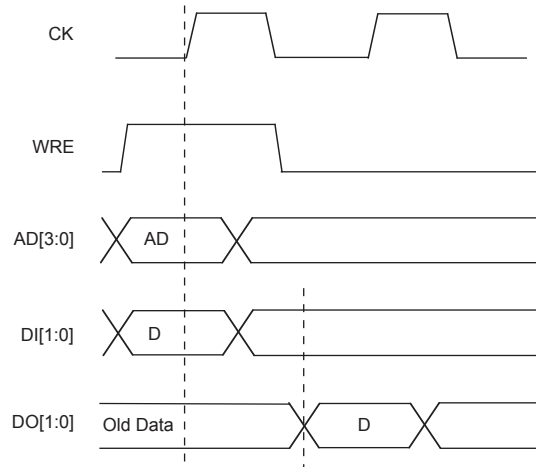 CK
WRE
AD[3:0]
AD
DI[1:0]
D
DO[1:0]
Old Data
D